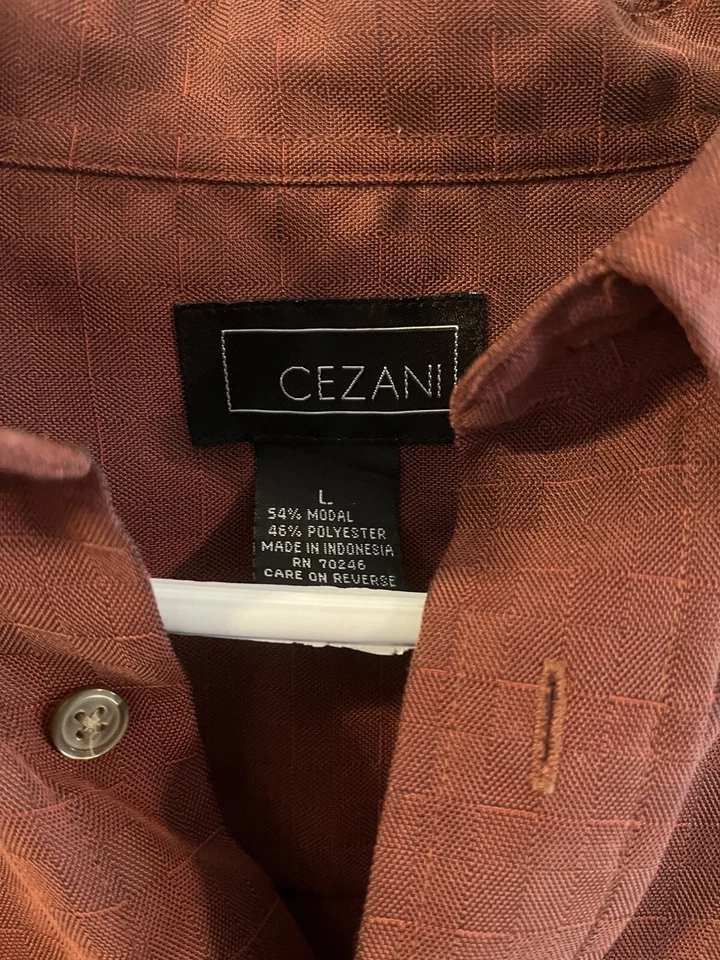 CEZANI
L
54% MODAL
46% POLYESTER
MADE IN INDONESIA
RN 70246
CARE ON REVERSE